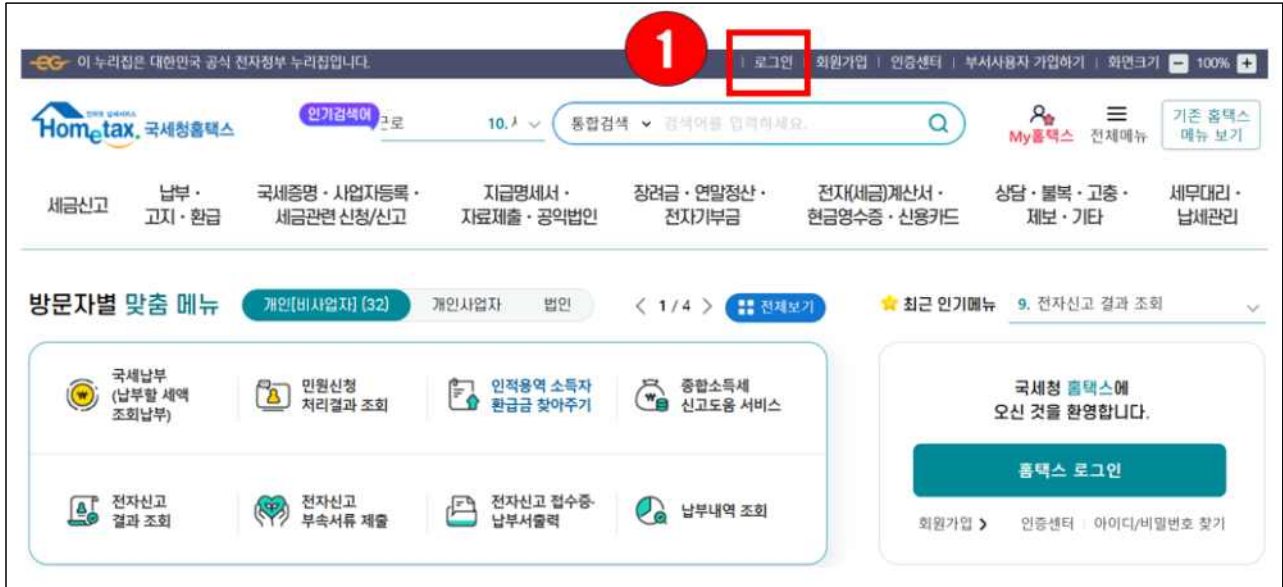 이 누리집은 대한민국 공식 전자정부 누리집입니다.
1
로그인 회원가입 인증센터 부서사용자 가입하기 화면크기 - 100% +
Hometax. 국세청홈택스
인기검색어
근로
10.
통합검색 검색어를 입력하세요.
My홈택스
전체메뉴
기존 홈택스
메뉴 보기
세금신고
납부 ·
고지 · 환급
국세증명 · 사업자등록 ·
세금관련 신청/신고
지급명세서 ·
자료제출 · 공익법인
장려금 · 연말정산 ·
전자기부금
전자(세금)계산서 ·
현금영수증 · 신용카드
상담 · 불복 · 고충 ·
제보 · 기타
세무대리 ·
납세관리
방문자별 맞춤 메뉴
개인[비사업자] (32) 개인사업자 법인
< 1 / 4 > 전체보기
최근 인기메뉴 9. 전자신고 결과 조회
국세납부
(납부할 세액
조회납부)
민원신청
처리결과 조회
인적용역 소득자
환급금 찾아주기
종합소득세
신고도움 서비스
전자신고
결과 조회
전자신고
부속서류 제출
전자신고 접수증·
납부서출력
납부내역 조회
국세청 홈택스에
오신 것을 환영합니다.
홈택스 로그인
회원가입 > 인증센터 아이디/비밀번호 찾기